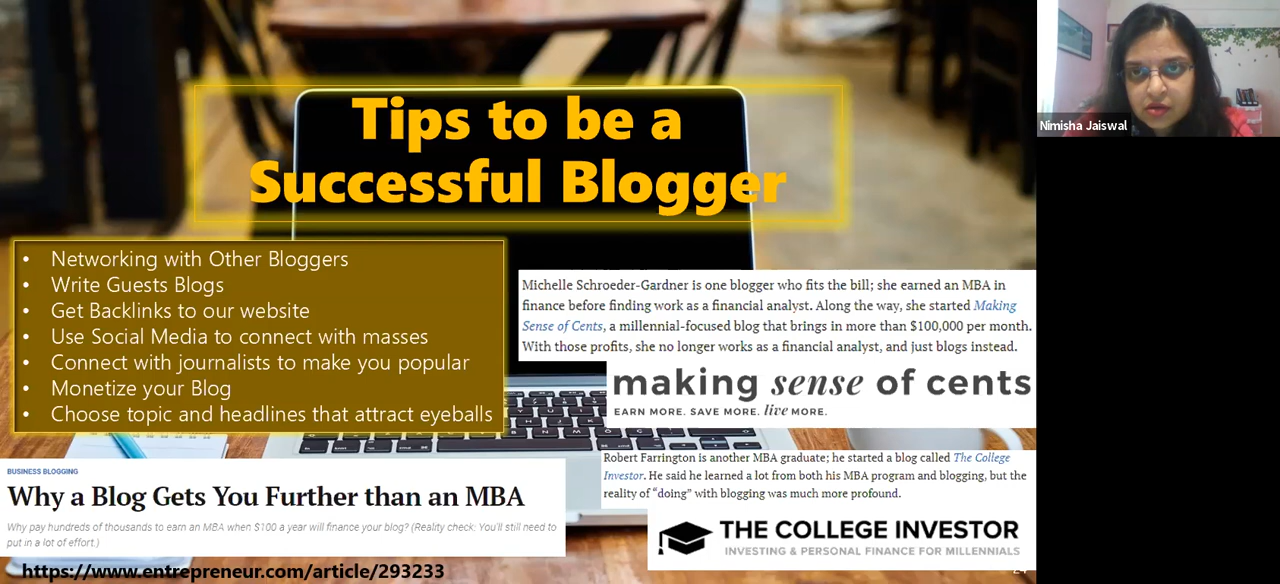 Tips to be a
Successful Blogger
Nimisha Jaiswal
• Networking with Other Bloggers
• Write Guests Blogs
• Get Backlinks to our website
• Use Social Media to connect with masses
• Connect with journalists to make you popular
• Monetize your Blog
• Choose topic and headlines that attract eyeballs
Michelle Schroeder-Gardner is one blogger who fits the bill; she earned an MBA in
finance before finding work as a financial analyst. Along the way, she started Making
Sense of Cents, a millennial-focused blog that brings in more than $100,000 per month.
With those profits, she no longer works as a financial analyst, and just blogs instead.
making sense of cents
EARN MORE. SAVE MORE. live MORE.
Robert Farrington is another MBA graduate; he started a blog called The College
Investor. He said he learned a lot from both his MBA program and blogging, but the
reality of “doing” with blogging was much more profound.
THE COLLEGE INVESTOR
INVESTING & PERSONAL FINANCE FOR MILLENNIALS
BUSINESS BLOGGING
Why a Blog Gets You Further than an MBA
Why pay hundreds of thousands to earn an MBA when $100 a year will finance your blog? (Reality check: You'll still need to
put in a lot of effort.)
https://www.entrepreneur.com/article/293233